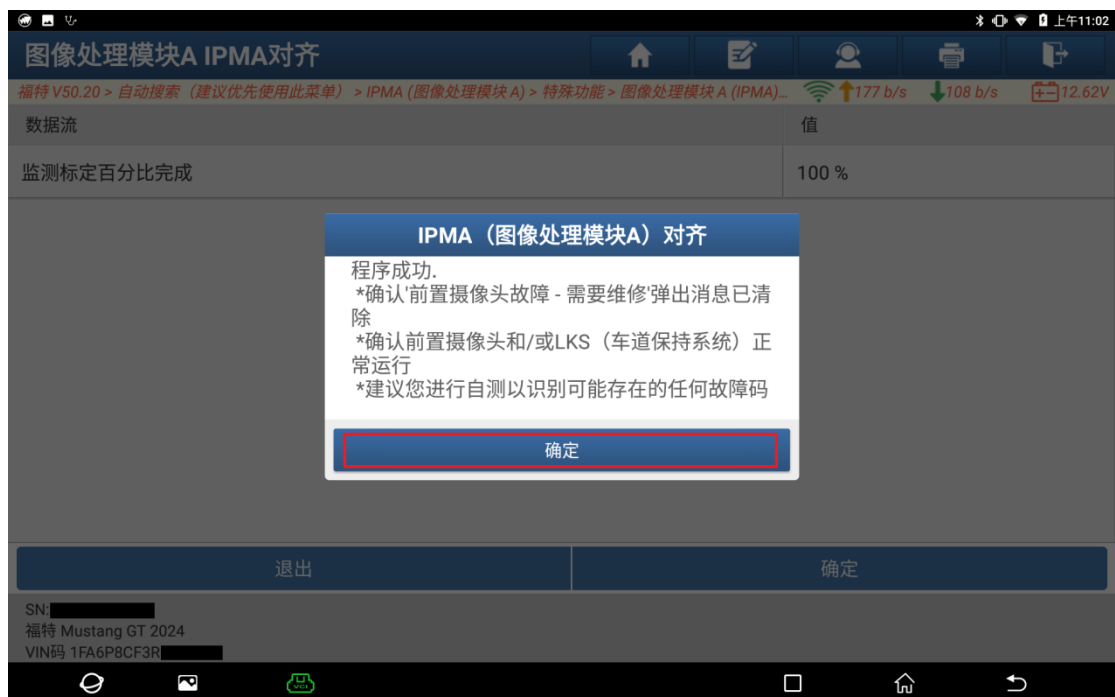 上午11:02
图像处理模块A IPMA对齐
福特 V50.20 > 自动搜索（建议优先使用此菜单） > IPMA (图像处理模块 A) > 特殊功能 > 图像处理模块 A (IPMA)... 177 b/s 108 b/s 12.62V
数据流 值
监测标定百分比完成 100 %
IPMA（图像处理模块A）对齐
程序成功.
*确认'前置摄像头故障 - 需要维修'弹出消息已清
除
*确认前置摄像头和/或LKS（车道保持系统）正
常运行
*建议您进行自测以识别可能存在的任何故障码
确定
退出 确定
SN:
福特 Mustang GT 2024
VIN码 1FA6P8CF3R
VCI